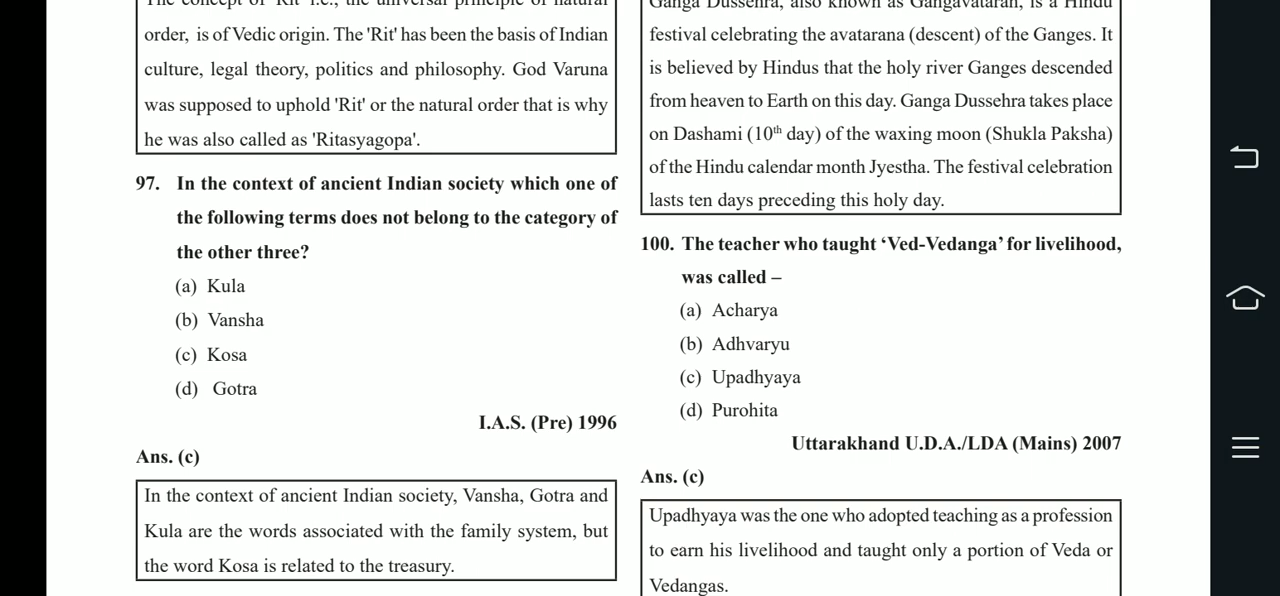 The concept of 'Rit' i.e., the universal principle of natural
order, is of Vedic origin. The 'Rit' has been the basis of Indian
culture, legal theory, politics and philosophy. God Varuna
was supposed to uphold 'Rit' or the natural order that is why
he was also called as 'Ritasyagopa'.
97. In the context of ancient Indian society which one of
the following terms does not belong to the category of
the other three?
(a) Kula
(b) Vansha
(c) Kosa
(d) Gotra
I.A.S. (Pre) 1996
Ans. (c)
In the context of ancient Indian society, Vansha, Gotra and
Kula are the words associated with the family system, but
the word Kosa is related to the treasury.
Ganga Dussehra, also known as Gangavataran, is a Hindu
festival celebrating the avatarana (descent) of the Ganges. It
is believed by Hindus that the holy river Ganges descended
from heaven to Earth on this day. Ganga Dussehra takes place
on Dashami (10th day) of the waxing moon (Shukla Paksha)
of the Hindu calendar month Jyestha. The festival celebration
lasts ten days preceding this holy day.
100. The teacher who taught ‘Ved-Vedanga’ for livelihood,
was called –
(a) Acharya
(b) Adhvaryu
(c) Upadhyaya
(d) Purohita
Uttarakhand U.D.A./LDA (Mains) 2007
Ans. (c)
Upadhyaya was the one who adopted teaching as a profession
to earn his livelihood and taught only a portion of Veda or
Vedangas.